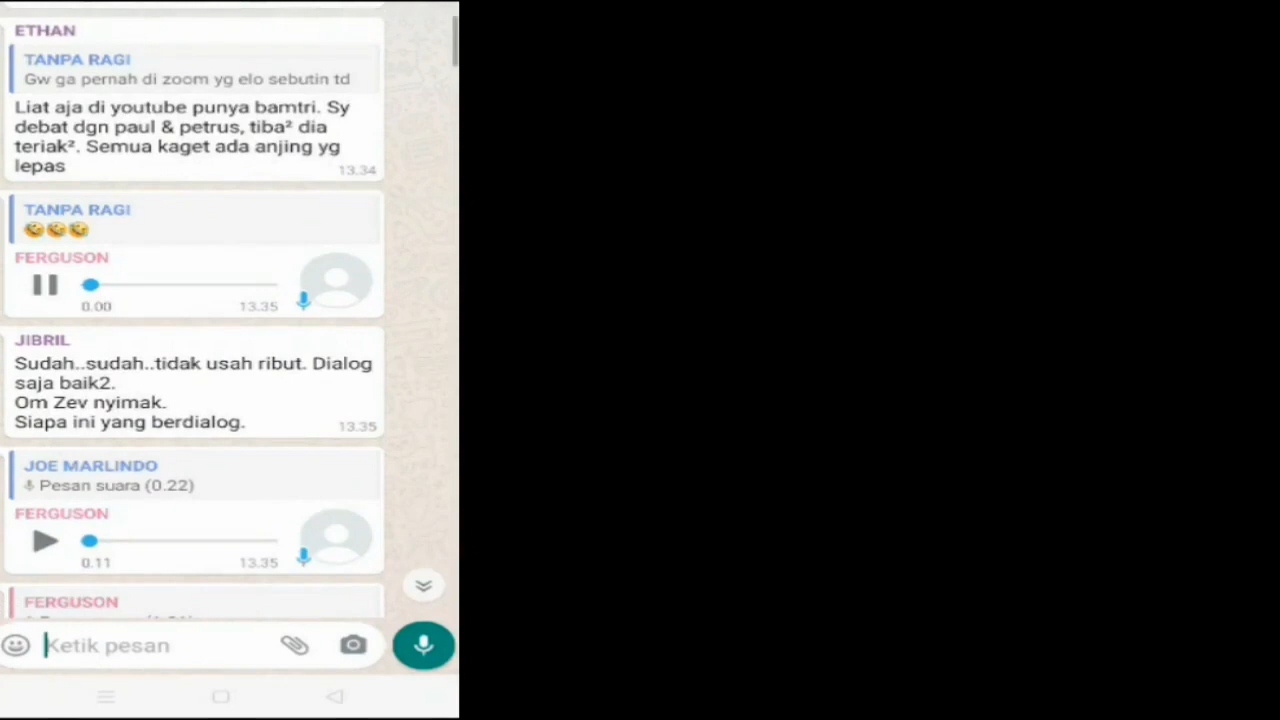 ETHAN
TANPA RAGI
Gw ga pernah di zoom yg elo sebutin td
Liat aja di youtube punya bamtri. Sy
debat dgn paul & petrus, tiba² dia
teriak². Semua kaget ada anjing yg
lepas
13.34
TANPA RAGI
🤣🤣🤣
FERGUSON
0.00
13.35
JIBRIL
Sudah..sudah..tidak usah ribut. Dialog
saja baik2.
Om Zev nyimak.
Siapa ini yang berdialog.
13.35
JOE MARLINDO
Pesan suara (0.22)
FERGUSON
0.11
13.35
FERGUSON
Ketik pesan